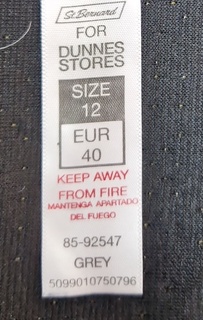 St. Bernard
FOR
DUNNES
STORES
SIZE
12
EUR
40
KEEP AWAY
FROM FIRE
MANTENGA APARTADO
DEL FUEGO
85-92547
GREY
5099010750796